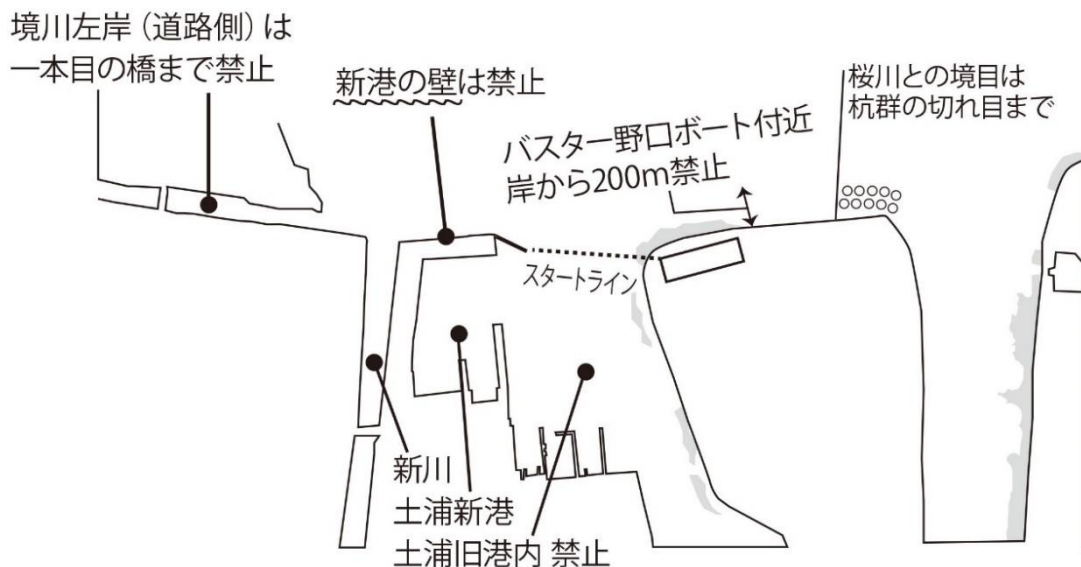 境川左岸（道路側）は
一本目の橋まで禁止
新港の壁は禁止
バスター野口ボート付近
岸から200m禁止
桜川との境目は
杭群の切れ目まで
スタートライン
新川
土浦新港
土浦旧港内 禁止